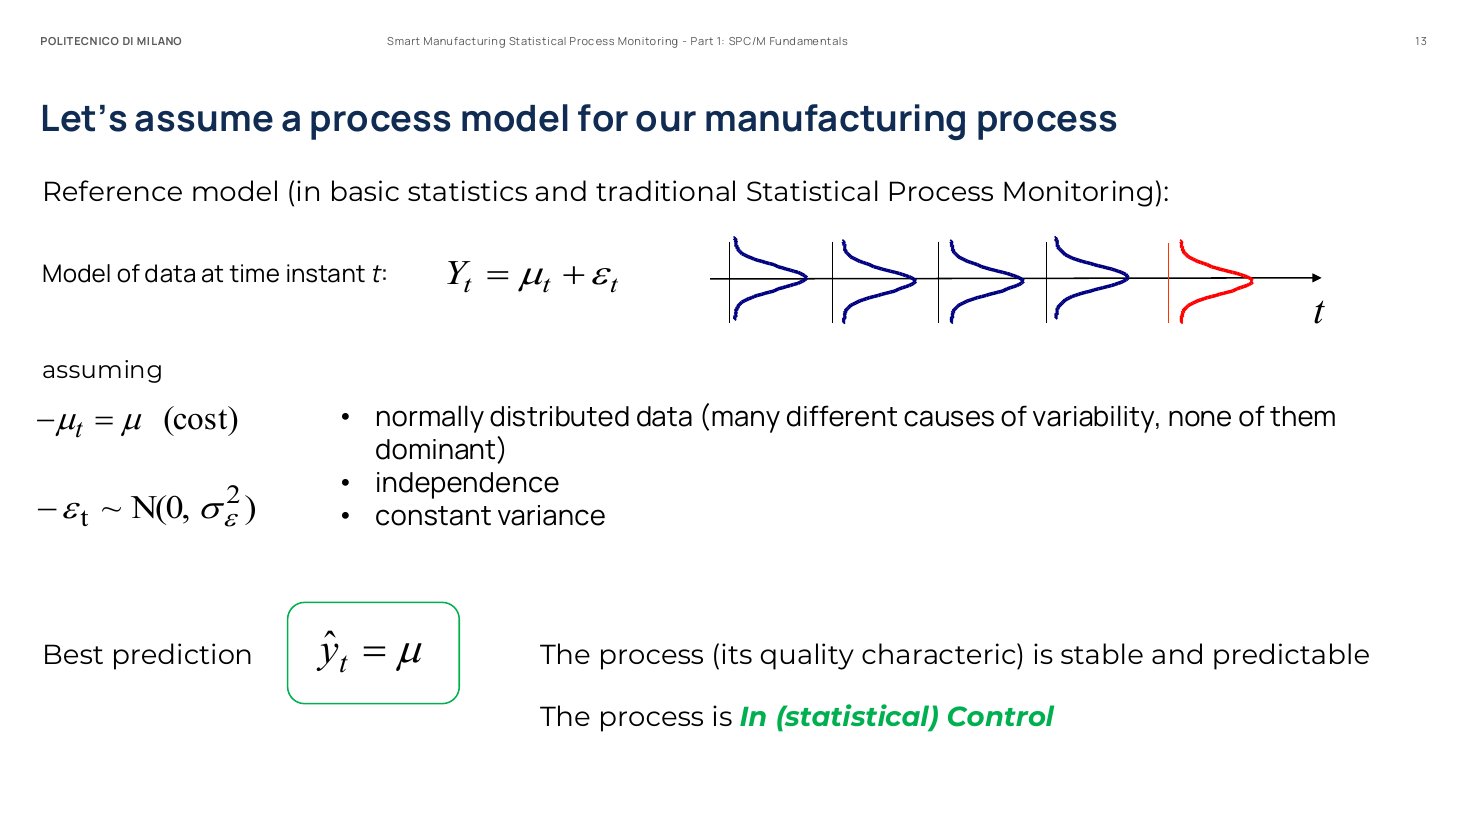 POLITECNICO DI MILANO
Smart Manufacturing Statistical Process Monitoring - Part 1: SPC/M Fundamentals
13
Let's assume a process model for our manufacturing process
Reference model (in basic statistics and traditional Statistical Process Monitoring):
Model of data at time instant t:
Y_t = μ_t + ε_t
t
assuming
−μ_t = μ (cost)
− ε_t ~ N(0, σ_ε^2)
• normally distributed data (many different causes of variability, none of them
dominant)
• independence
• constant variance
Best prediction
ŷ_t = μ
The process (its quality characteric) is stable and predictable
The process is In (statistical) Control